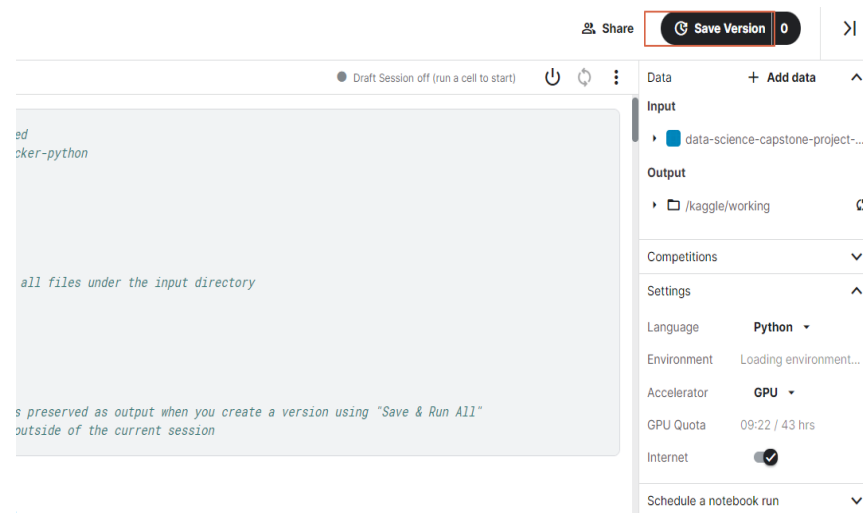 Share
Save Version
0
Draft Session off (run a cell to start)
Data
+ Add data
Input
data-science-capstone-project-...
Output
/kaggle/working
ed
cker-python
all files under the input directory
s preserved as output when you create a version using "Save & Run All"
outside of the current session
Competitions
Settings
Language Python
Environment Loading environment...
Accelerator GPU
GPU Quota 09:22 / 43 hrs
Internet
Schedule a notebook run